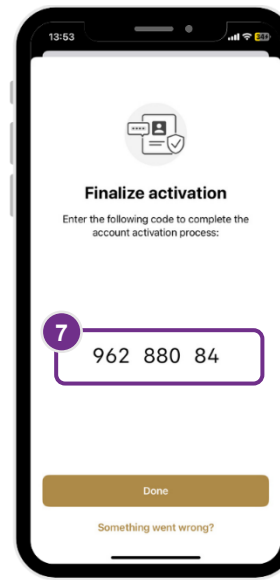 13:53
Finalize activation
Enter the following code to complete the
account activation process:
7
962 880 84
Done
Something went wrong?